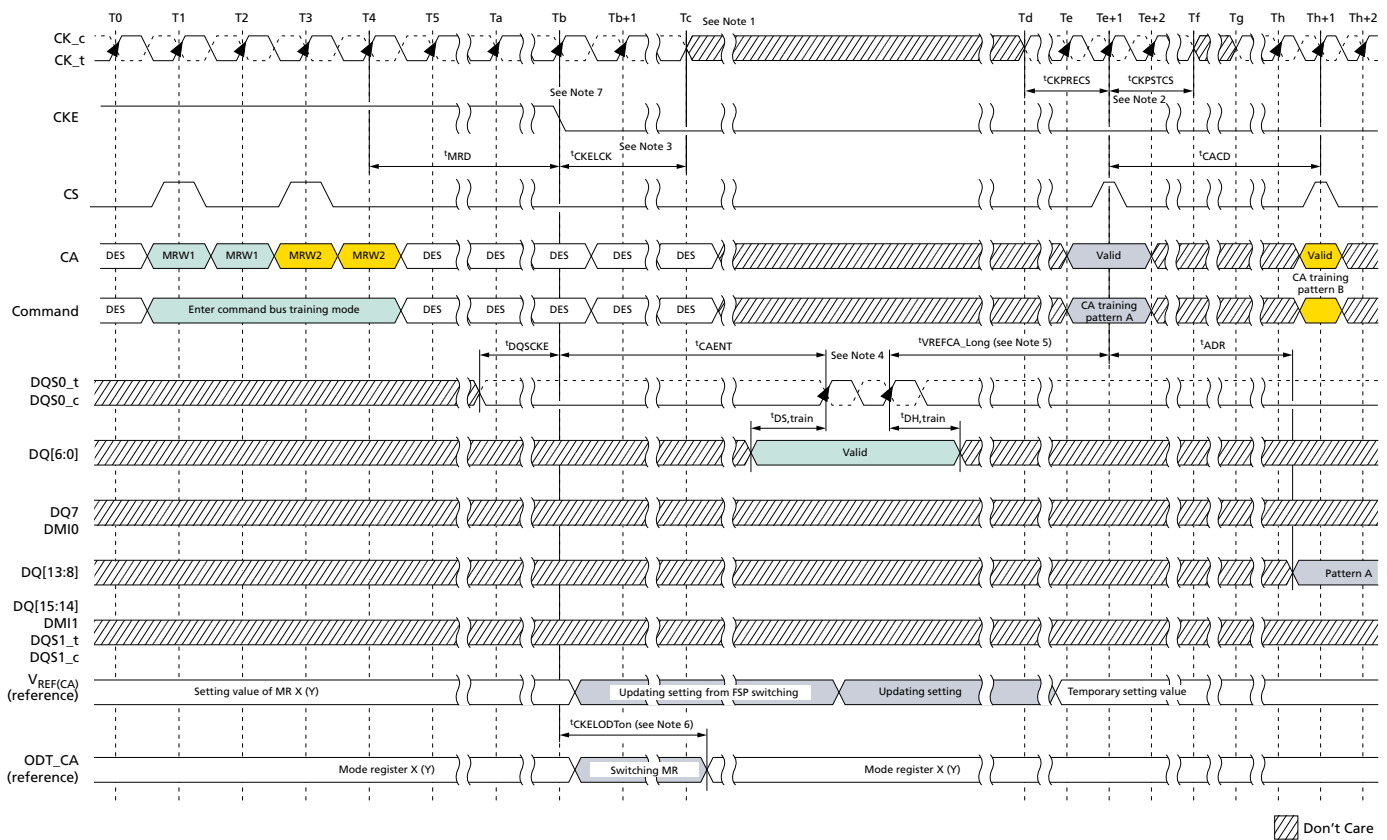 T0 T1 T2 T3 T4 T5 Ta Tb Tb+1 Tc See Note 1 Td Te Te+1 Te+2 Tf Tg Th Th+1 Th+2
CK_c
CK_t
tCKPRECS tCKPSTCS
See Note 7 See Note 2
CKE
See Note 3
tMRD tCKELCK tCACD
CS
CA DES MRW1 MRW1 MRW2 MRW2 DES DES DES DES DES Valid Valid
CA training
pattern B
Command DES Enter command bus training mode DES DES DES DES DES CA training
pattern A
tDQSCKE tCAENT See Note 4 tVREFCA_Long (see Note 5) tADR
DQS0_t
DQS0_c
tDS,train tDH,train
DQ[6:0] Valid
DQ7
DMI0
DQ[13:8] Pattern A
DQ[15:14]
DMI1
DQS1_t
DQS1_c
VREF(CA)
(reference) Setting value of MR X (Y) Updating setting from FSP switching Updating setting Temporary setting value
tCKELODTon (see Note 6)
ODT_CA
(reference) Mode register X (Y) Switching MR Mode register X (Y)
Don't Care